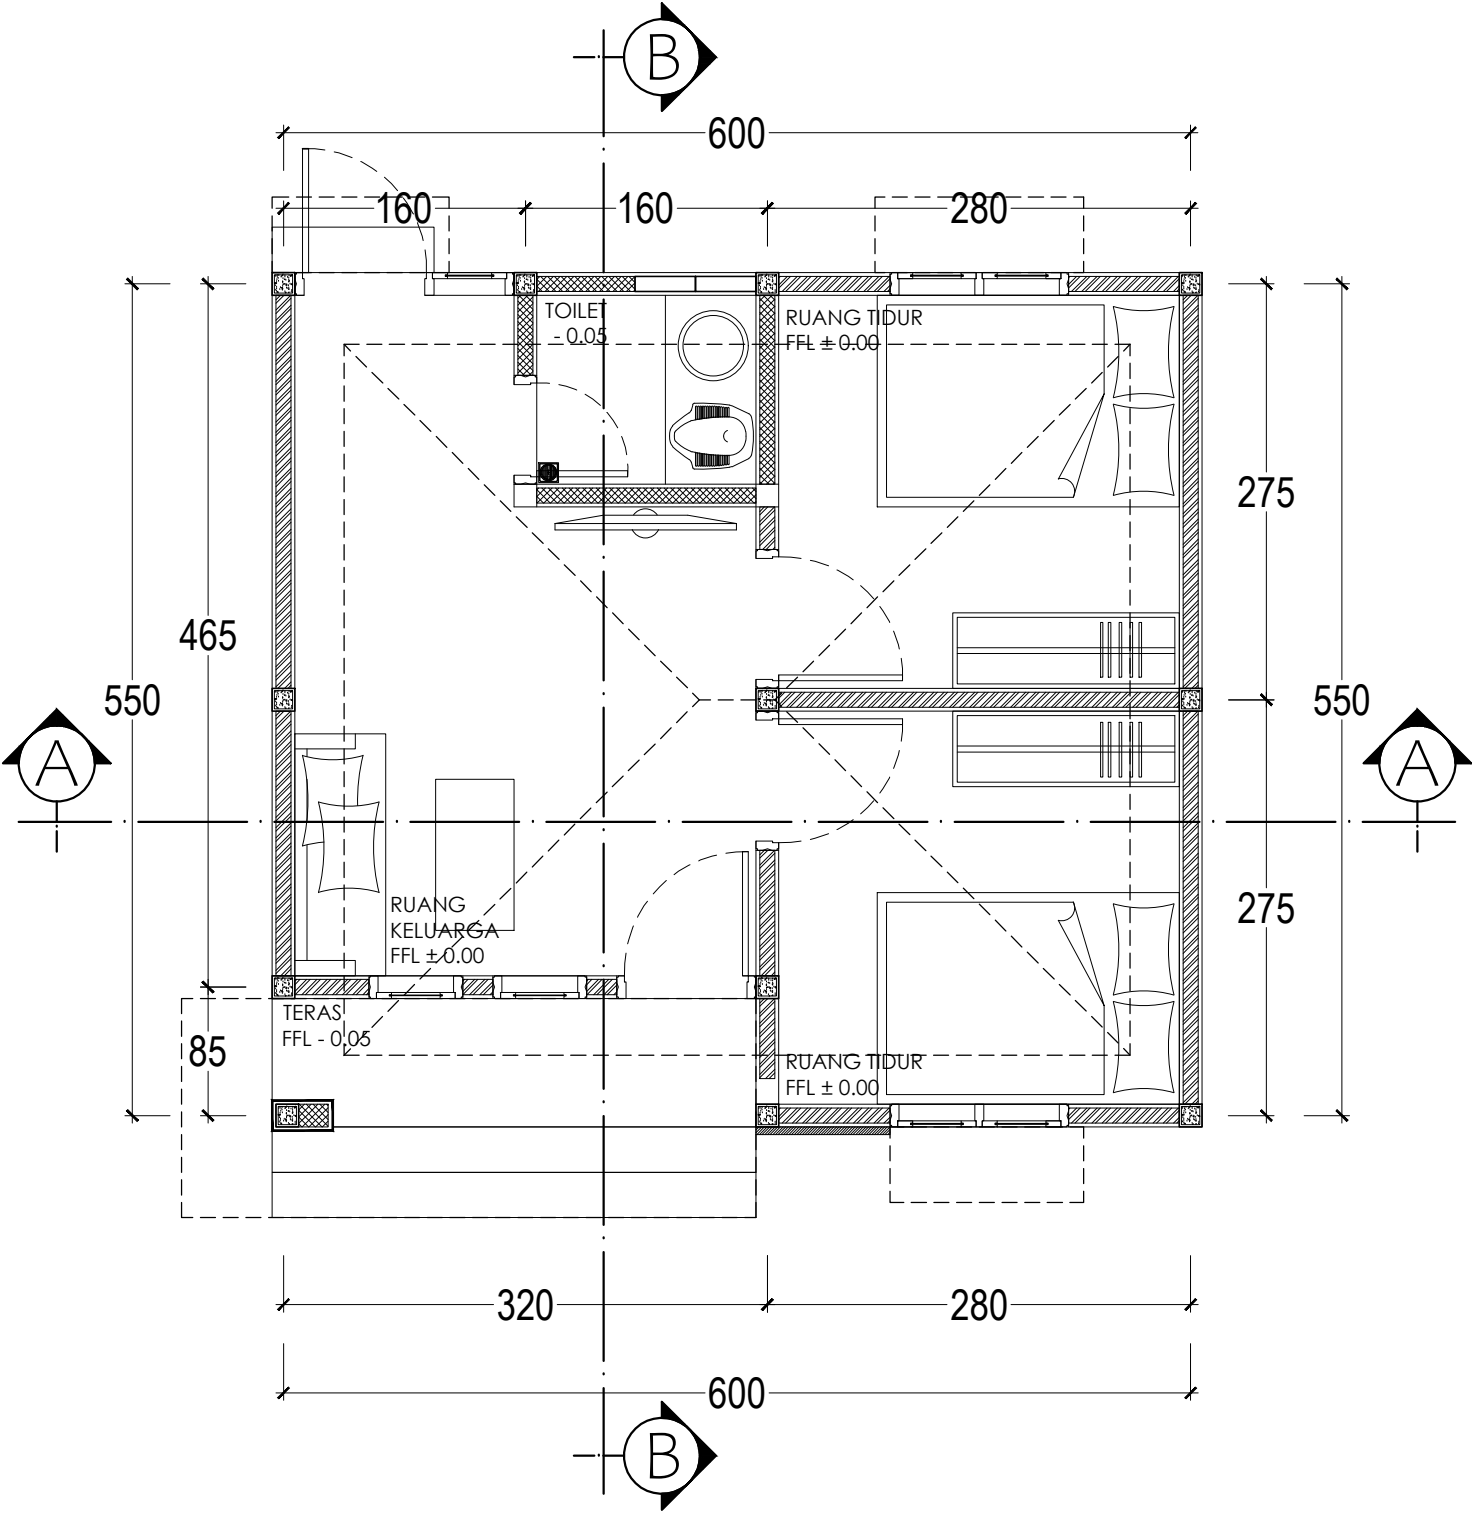 B
600
160 160 280
TOILET
- 0.05
RUANG TIDUR
FFL ± 0.00
275
465
550
550
A
A
RUANG
KELUARGA
FFL ± 0.00
275
TERAS
FFL - 0.05
85
RUANG TIDUR
FFL ± 0.00
320 280
600
B